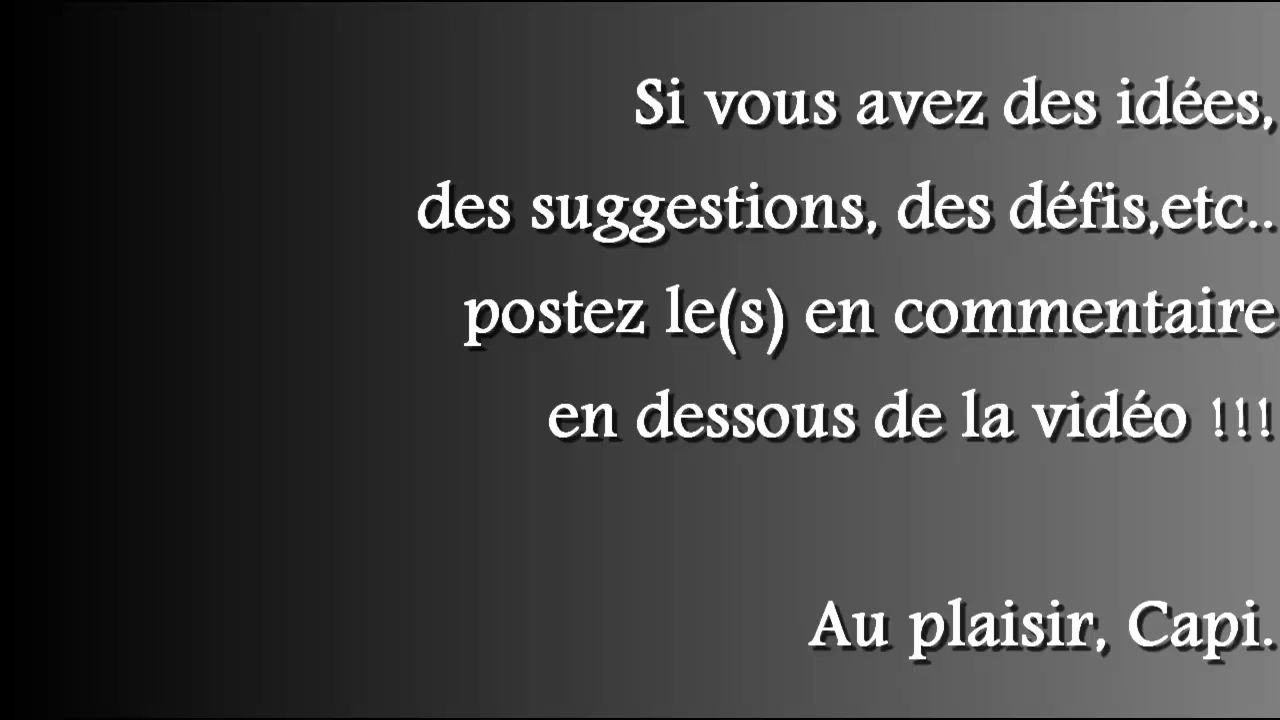 Si vous avez des idées,
des suggestions, des défis,etc..
postez le(s) en commentaire
en dessous de la vidéo !!!
Au plaisir, Capi.